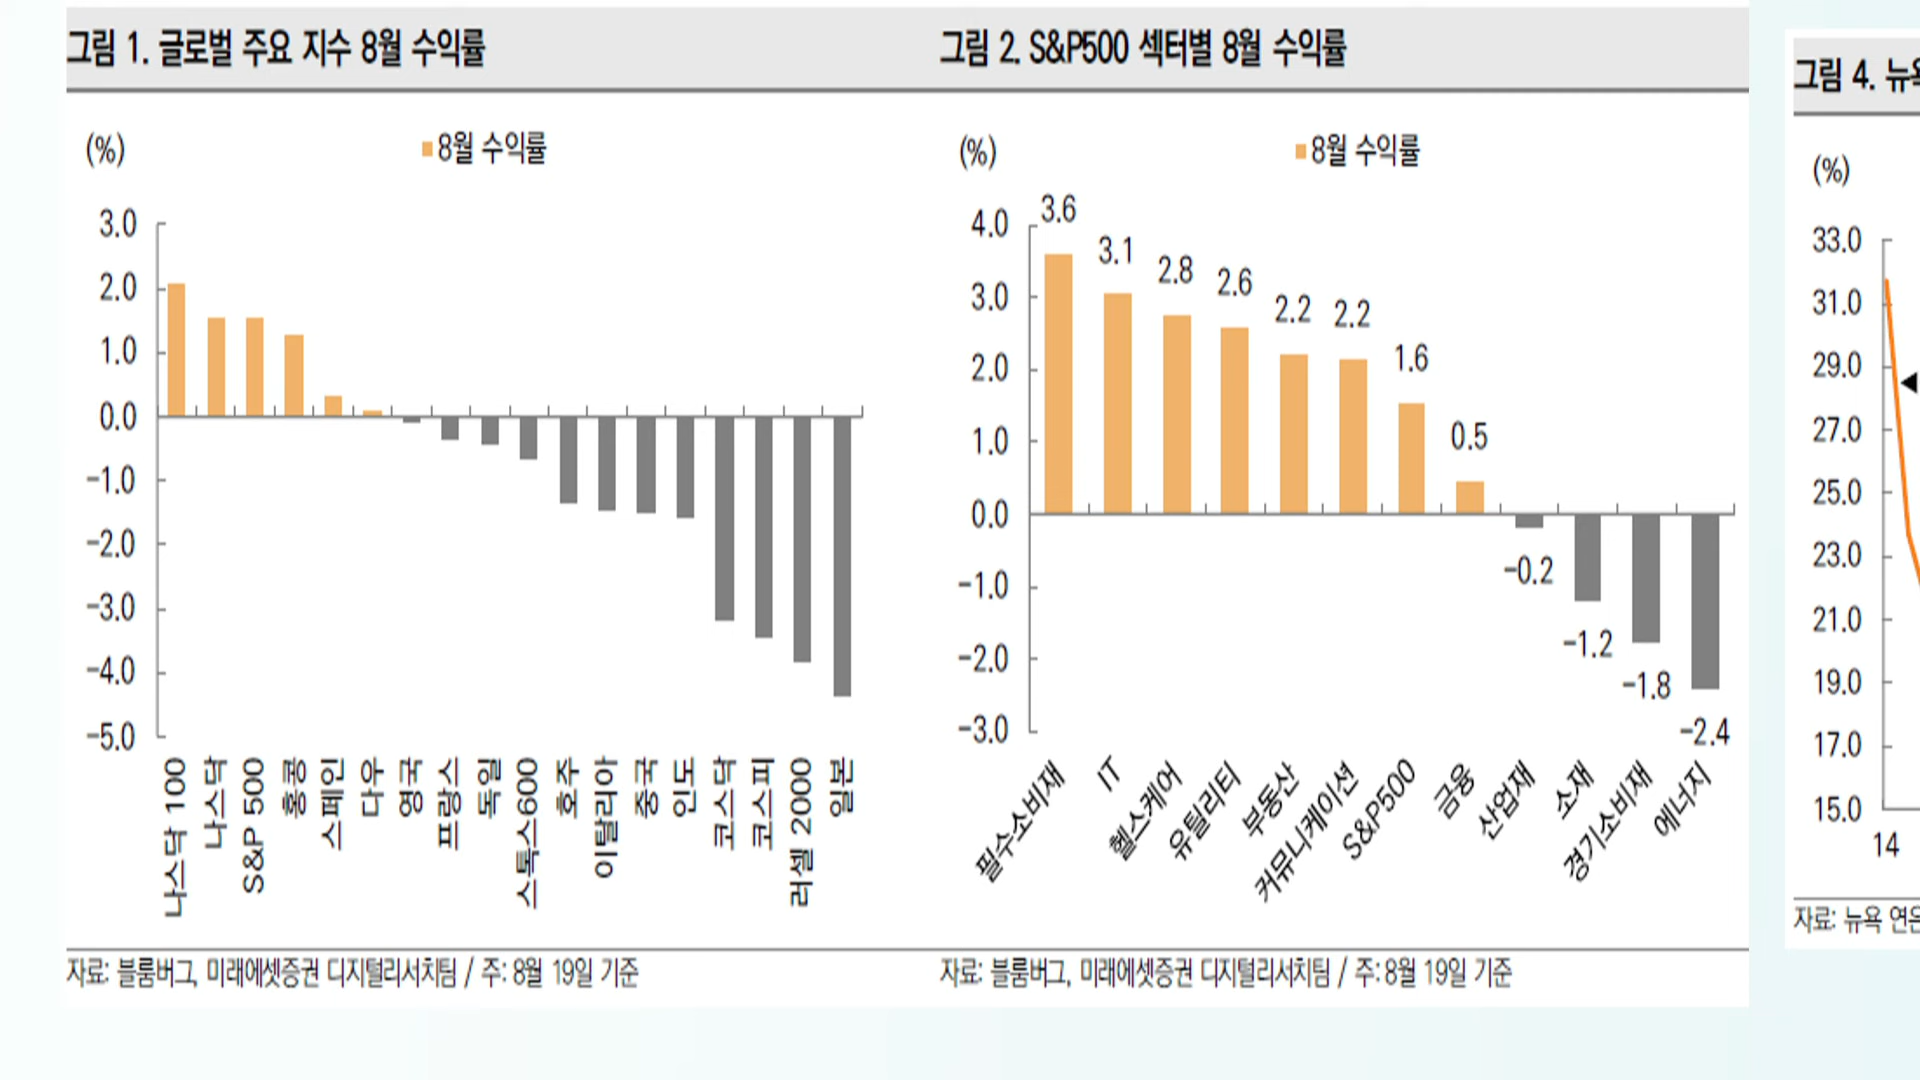 그림 1. 글로벌 주요 지수 8월 수익률
(%)
8월 수익률
3.0
2.0
1.0
0.0
-1.0
-2.0
-3.0
-4.0
-5.0
나스닥 100
나스닥
S&P 500
홍콩
스페인
다우
영국
프랑스
독일
스톡스600
호주
이탈리아
중국
인도
코스닥
코스피
러셀 2000
일본
자료: 블룸버그, 미래에셋증권 디지털리서치팀 / 주: 8월 19일 기준
그림 2. S&P500 섹터별 8월 수익률
(%)
8월 수익률
4.0
3.0
2.0
1.0
0.0
-1.0
-2.0
-3.0
3.6
3.1
2.8
2.6
2.2
2.2
1.6
0.5
-0.2
-1.2
-1.8
-2.4
필수소비재
IT
헬스케어
유틸리티
부동산
커뮤니케이션
S&P500
금융
산업재
소재
경기소비재
에너지
자료: 블룸버그, 미래에셋증권 디지털리서치팀 / 주: 8월 19일 기준
그림 4. 뉴욕
(%)
33.0
31.0
29.0
27.0
25.0
23.0
21.0
19.0
17.0
15.0
14
자료: 뉴욕 연은